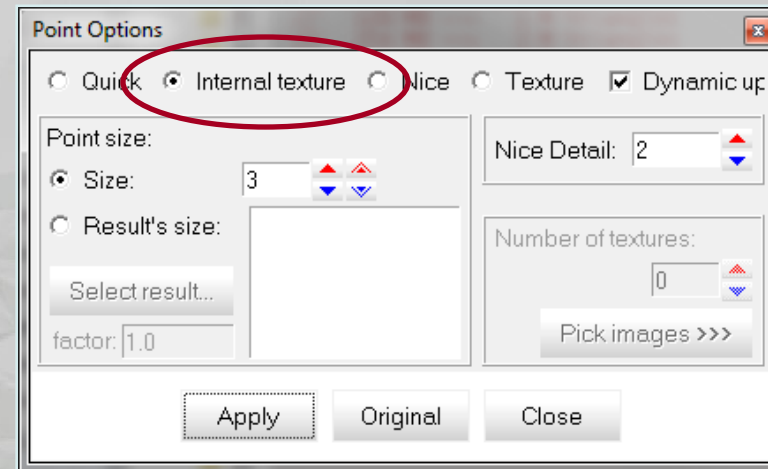 Point Options
Quick Internal texture Nice Texture Dynamic up
Point size:
Size: 3
Result's size:
Select result...
factor: 1.0
Nice Detail: 2
Number of textures:
0
Pick images >>>
Apply Original Close